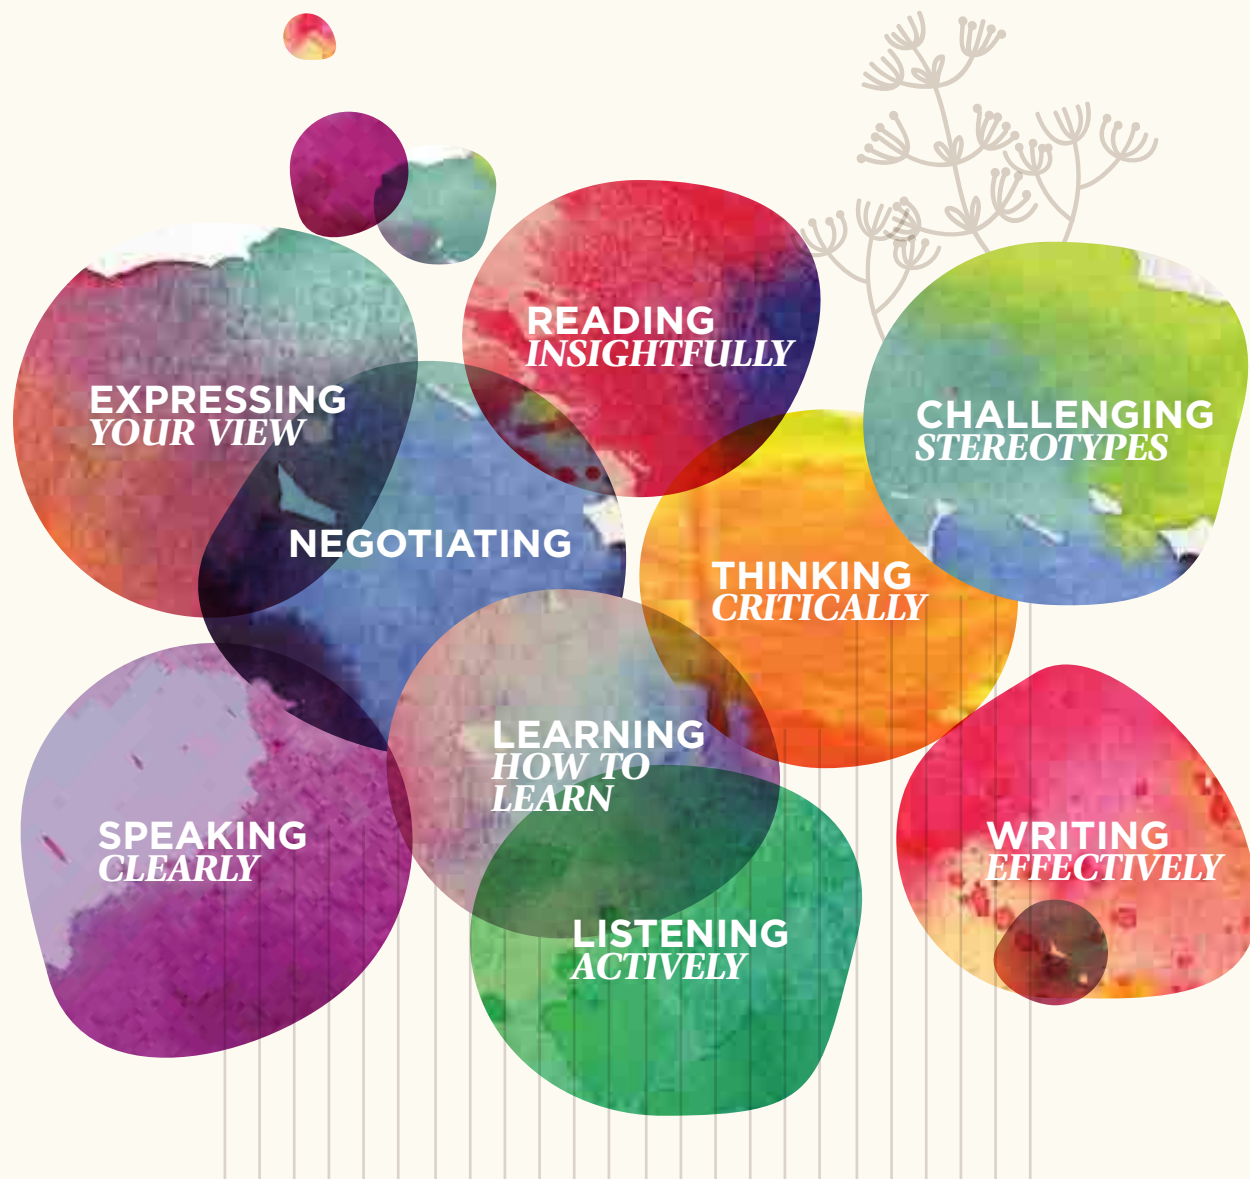 READING
INSIGHTFULLY
EXPRESSING
YOUR VIEW
CHALLENGING
STEREOTYPES
NEGOTIATING
THINKING
CRITICALLY
LEARNING
HOW TO
LEARN
SPEAKING
CLEARLY
WRITING
EFFECTIVELY
LISTENING
ACTIVELY